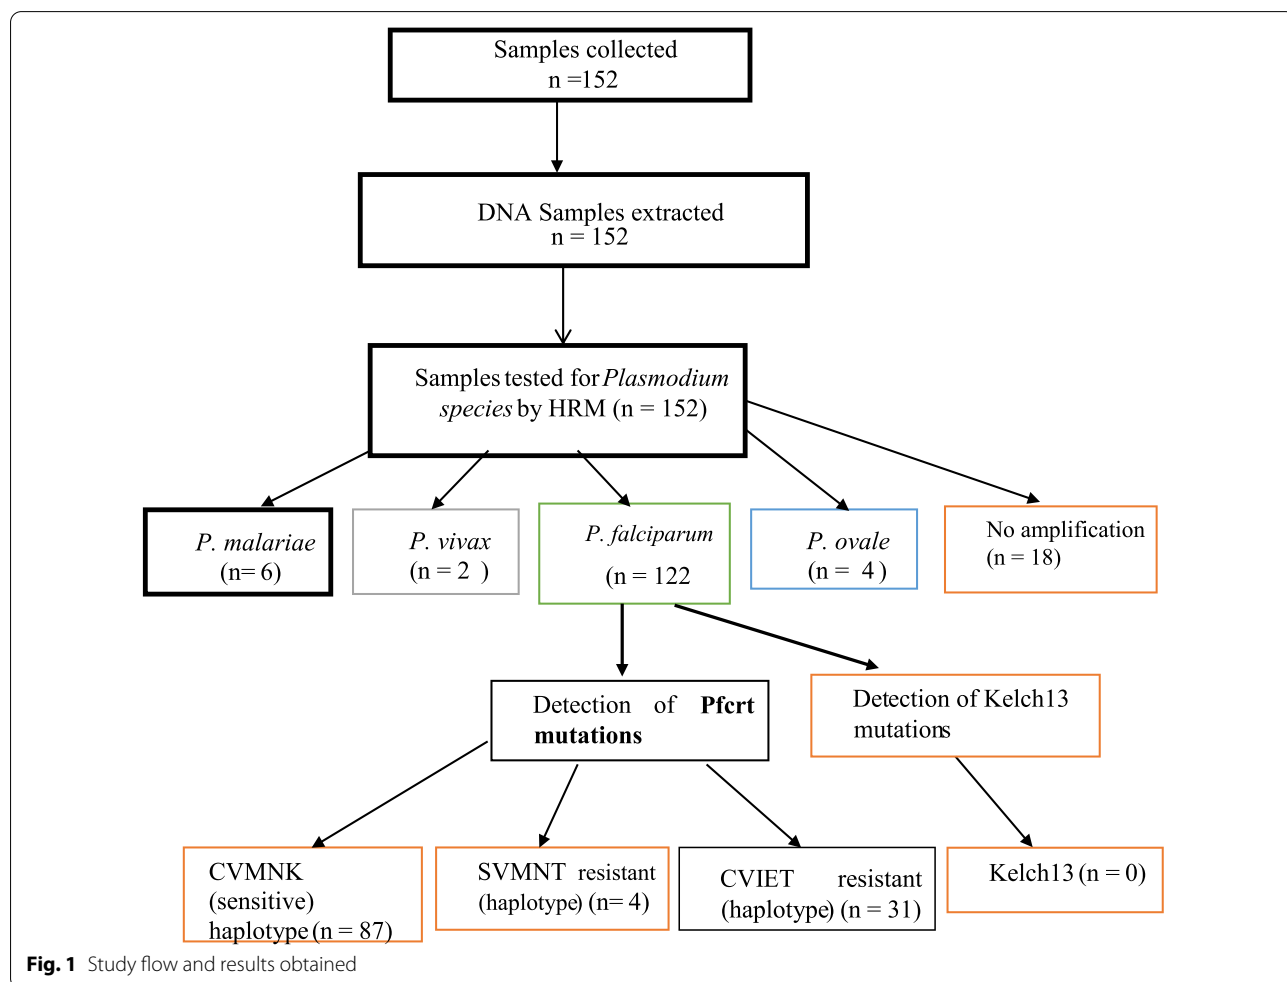 Samples collected
n =152
DNA Samples extracted
n = 152
Samples tested for Plasmodium
species by HRM (n = 152)
P. malariae
(n= 6)
P. vivax
(n = 2 )
P. falciparum
(n = 122
P. ovale
(n = 4 )
No amplification
(n = 18)
Detection of Pfcrt
mutations
Detection of Kelch13
mutations
CVMNK
(sensitive)
haplotype (n = 87)
SVMNT resistant
(haplotype) (n= 4)
CVIET resistant
(haplotype) (n = 31)
Kelch13 (n = 0)
Fig. 1 Study flow and results obtained